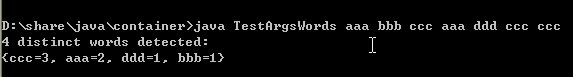 D:\share\java\container>java TestArgsWords aaa bbb ccc aaa ddd ccc ccc
4 distinct words detected:
{ccc=3, aaa=2, ddd=1, bbb=1}